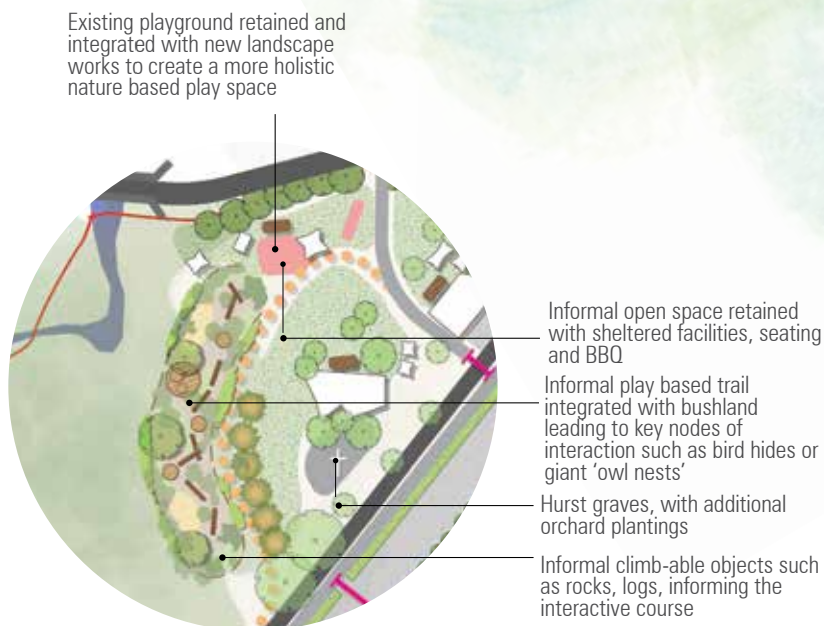 Existing playground retained and
integrated with new landscape
works to create a more holistic
nature based play space
Informal open space retained
with sheltered facilities, seating
and BBQ
Informal play based trail
integrated with bushland
leading to key nodes of
interaction such as bird hides or
giant ‘owl nests’
Hurst graves, with additional
orchard plantings
Informal climb-able objects such
as rocks, logs, informing the
interactive course